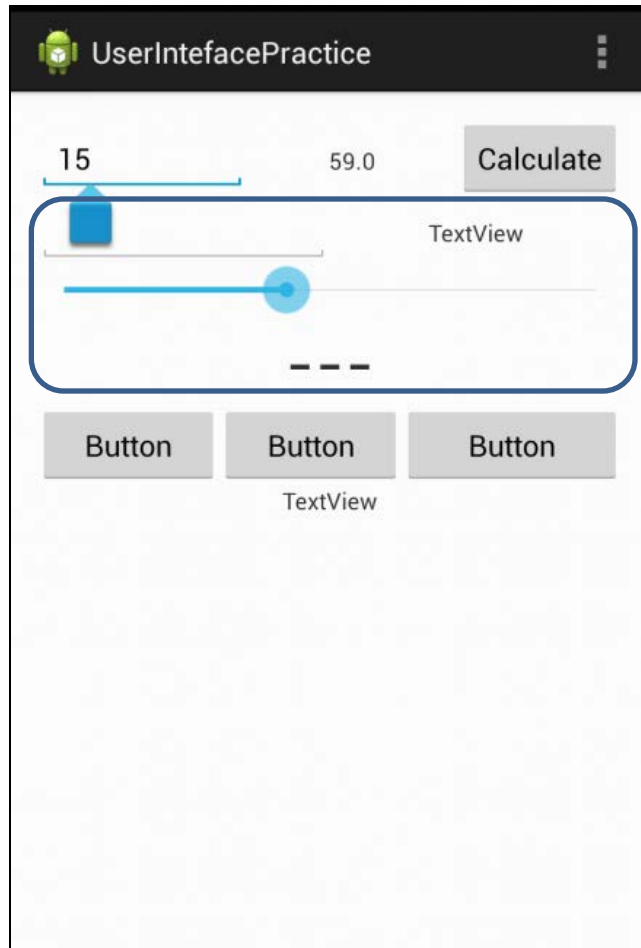 UserIntefacePractice
15 59.0 Calculate
TextView
---
Button Button Button
TextView